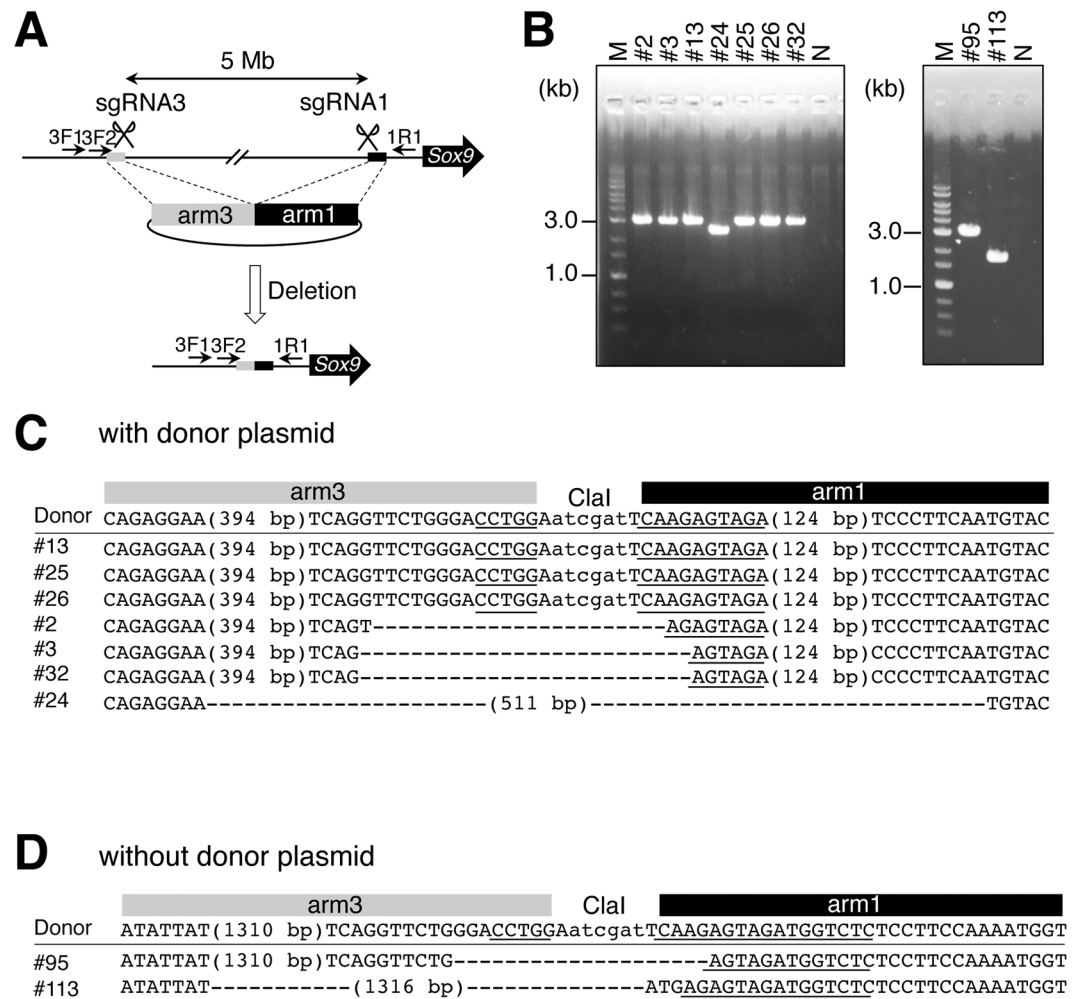 A
5 Mb
sgRNA3 sgRNA1
3F1 3F2 1R1 Sox9
arm3 arm1
Deletion
3F1 3F2 1R1 Sox9
B
M #2 #3 #13 #24 #25 #26 #32 N
(kb)
3.0
1.0
M #95 #113 N
(kb)
3.0
1.0
C with donor plasmid
arm3 ClaI arm1
Donor CAGAGGAA(394 bp)TCAGGTTCTGGGACCTGGAatcgatTCAAGAGTAGA(124 bp)TCCCTTCAATGTAC
#13 CAGAGGAA(394 bp)TCAGGTTCTGGGACCTGGAatcgatTCAAGAGTAGA(124 bp)TCCCTTCAATGTAC
#25 CAGAGGAA(394 bp)TCAGGTTCTGGGACCTGGAatcgatTCAAGAGTAGA(124 bp)TCCCTTCAATGTAC
#26 CAGAGGAA(394 bp)TCAGGTTCTGGGACCTGGAatcgatTCAAGAGTAGA(124 bp)TCCCTTCAATGTAC
#2 CAGAGGAA(394 bp)TCAGT-----------------------AGAGTAGA(124 bp)TCCCTTCAATGTAC
#3 CAGAGGAA(394 bp)TCAG--------------------------AGTAGA(124 bp)CCCCTTCAATGTAC
#32 CAGAGGAA(394 bp)TCAG--------------------------AGTAGA(124 bp)CCCCTTCAATGTAC
#24 CAGAGGAA----------------------(511 bp)-------------------------------TGTAC
D without donor plasmid
arm3 ClaI arm1
Donor ATATTAT(1310 bp)TCAGGTTCTGGGACCTGGAatcgatTCAAGAGTAGATGGTCTCTCCTTCCAAAATGGT
#95 ATATTAT(1310 bp)TCAGGTTCTG--------------------AGTAGATGGTCTCTCCTTCCAAAATGGT
#113 ATATTAT-----------(1316 bp)--------------ATGAGAGTAGATGGTCTCTCCTTCCAAAATGGT